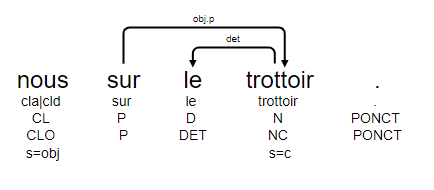 obj.p
det
nous sur le trottoir .
cla|cld sur le trottoir .
CL P D N PONCT
CLO P DET NC PONCT
s=obj s=c